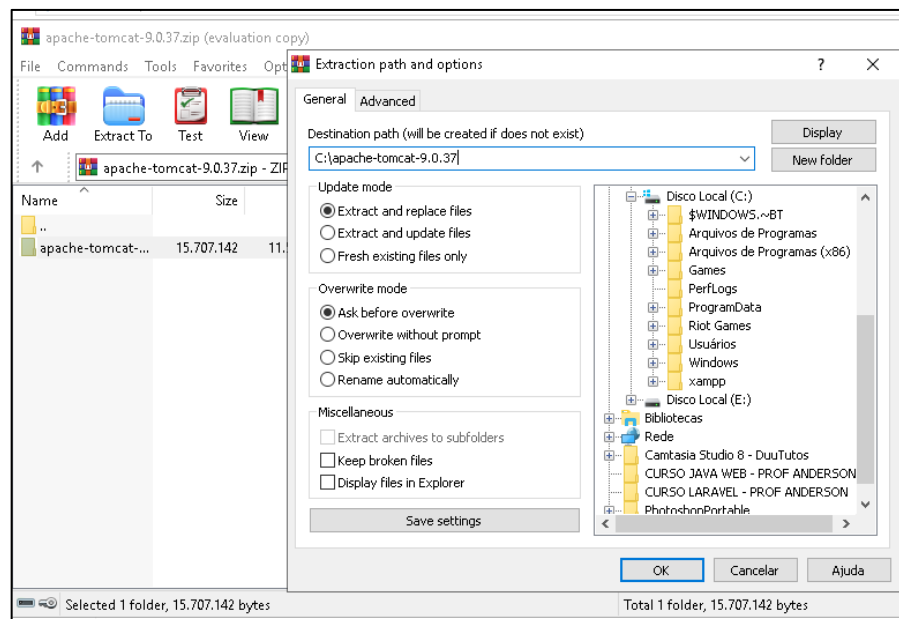 apache-tomcat-9.0.37.zip (evaluation copy)
File Commands Tools Favorites Opt
Add Extract To Test View
apache-tomcat-9.0.37.zip - ZIP
Name Size
..
apache-tomcat-... 15.707.142 11.
Selected 1 folder, 15.707.142 bytes
Total 1 folder, 15.707.142 bytes
Extraction path and options
? X
General Advanced
Destination path (will be created if does not exist)
C:\apache-tomcat-9.0.37
Display
New folder
Update mode
Extract and replace files
Extract and update files
Fresh existing files only
Overwrite mode
Ask before overwrite
Overwrite without prompt
Skip existing files
Rename automatically
Miscellaneous
Extract archives to subfolders
Keep broken files
Display files in Explorer
Save settings
Disco Local (C:)
$WINDOWS.~BT
Arquivos de Programas
Arquivos de Programas (x86)
Games
PerfLogs
ProgramData
Riot Games
Usuários
Windows
xampp
Disco Local (E:)
Bibliotecas
Rede
Camtasia Studio 8 - DuuTutos
CURSO JAVA WEB - PROF ANDERSON
CURSO LARAVEL - PROF ANDERSON
PhotoshopPortable
OK Cancelar Ajuda